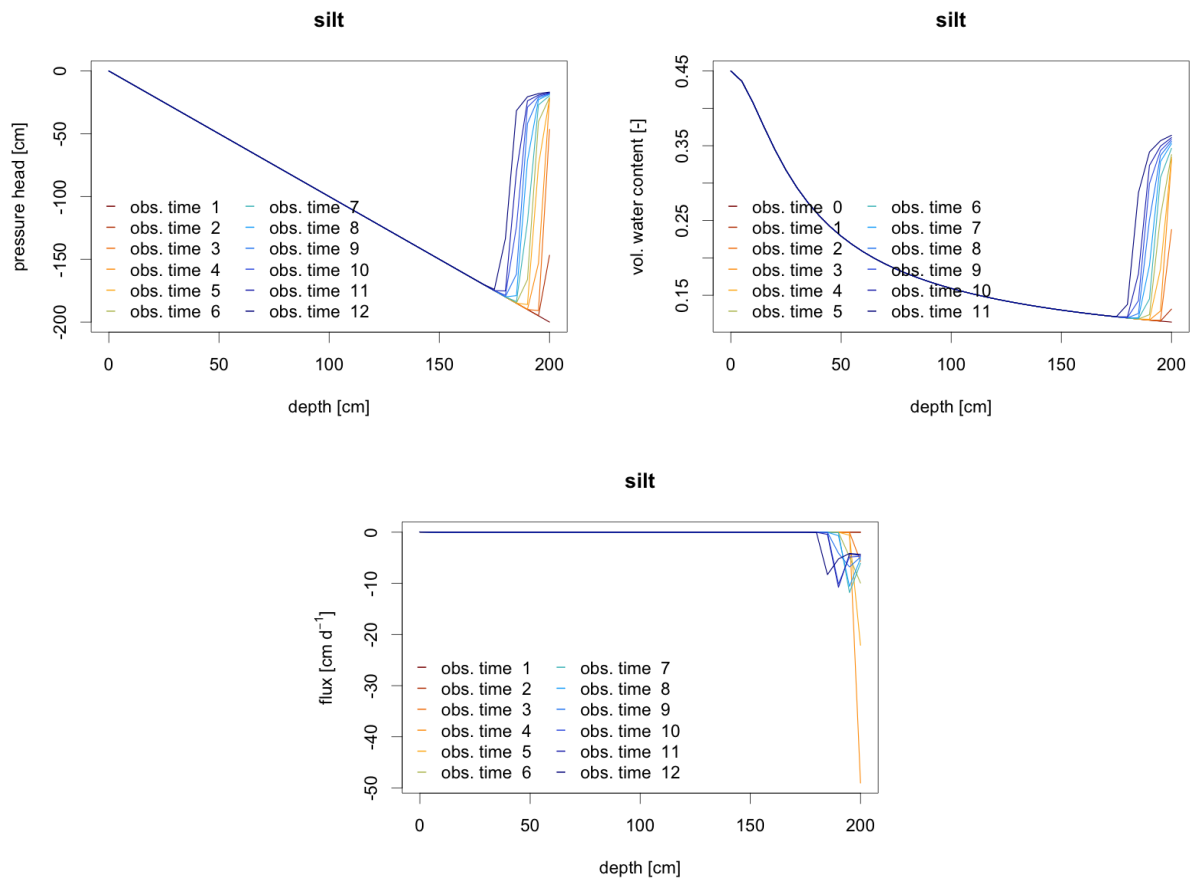 silt
pressure head [cm]
0
-50
-100
-150
-200
obs. time 1
obs. time 2
obs. time 3
obs. time 4
obs. time 5
obs. time 6
obs. time 7
obs. time 8
obs. time 9
obs. time 10
obs. time 11
obs. time 12
0 50 100 150 200
depth [cm]
silt
vol. water content [-]
0.45
0.35
0.25
0.15
obs. time 0
obs. time 1
obs. time 2
obs. time 3
obs. time 4
obs. time 5
obs. time 6
obs. time 7
obs. time 8
obs. time 9
obs. time 10
obs. time 11
0 50 100 150 200
depth [cm]
silt
flux [cm d⁻¹]
0
-10
-20
-30
-40
-50
obs. time 1
obs. time 2
obs. time 3
obs. time 4
obs. time 5
obs. time 6
obs. time 7
obs. time 8
obs. time 9
obs. time 10
obs. time 11
obs. time 12
0 50 100 150 200
depth [cm]